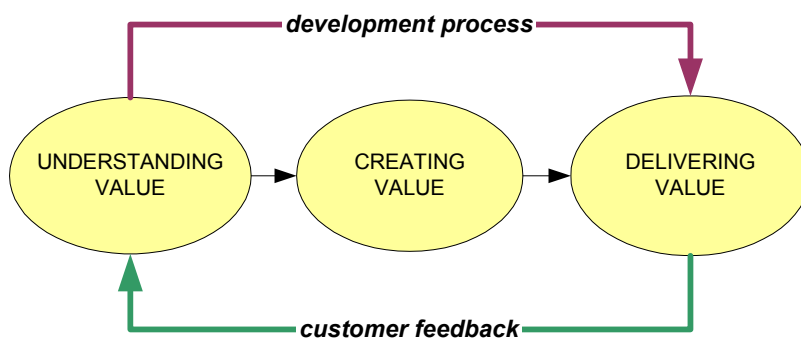 development process
UNDERSTANDING
VALUE
CREATING
VALUE
DELIVERING
VALUE
customer feedback